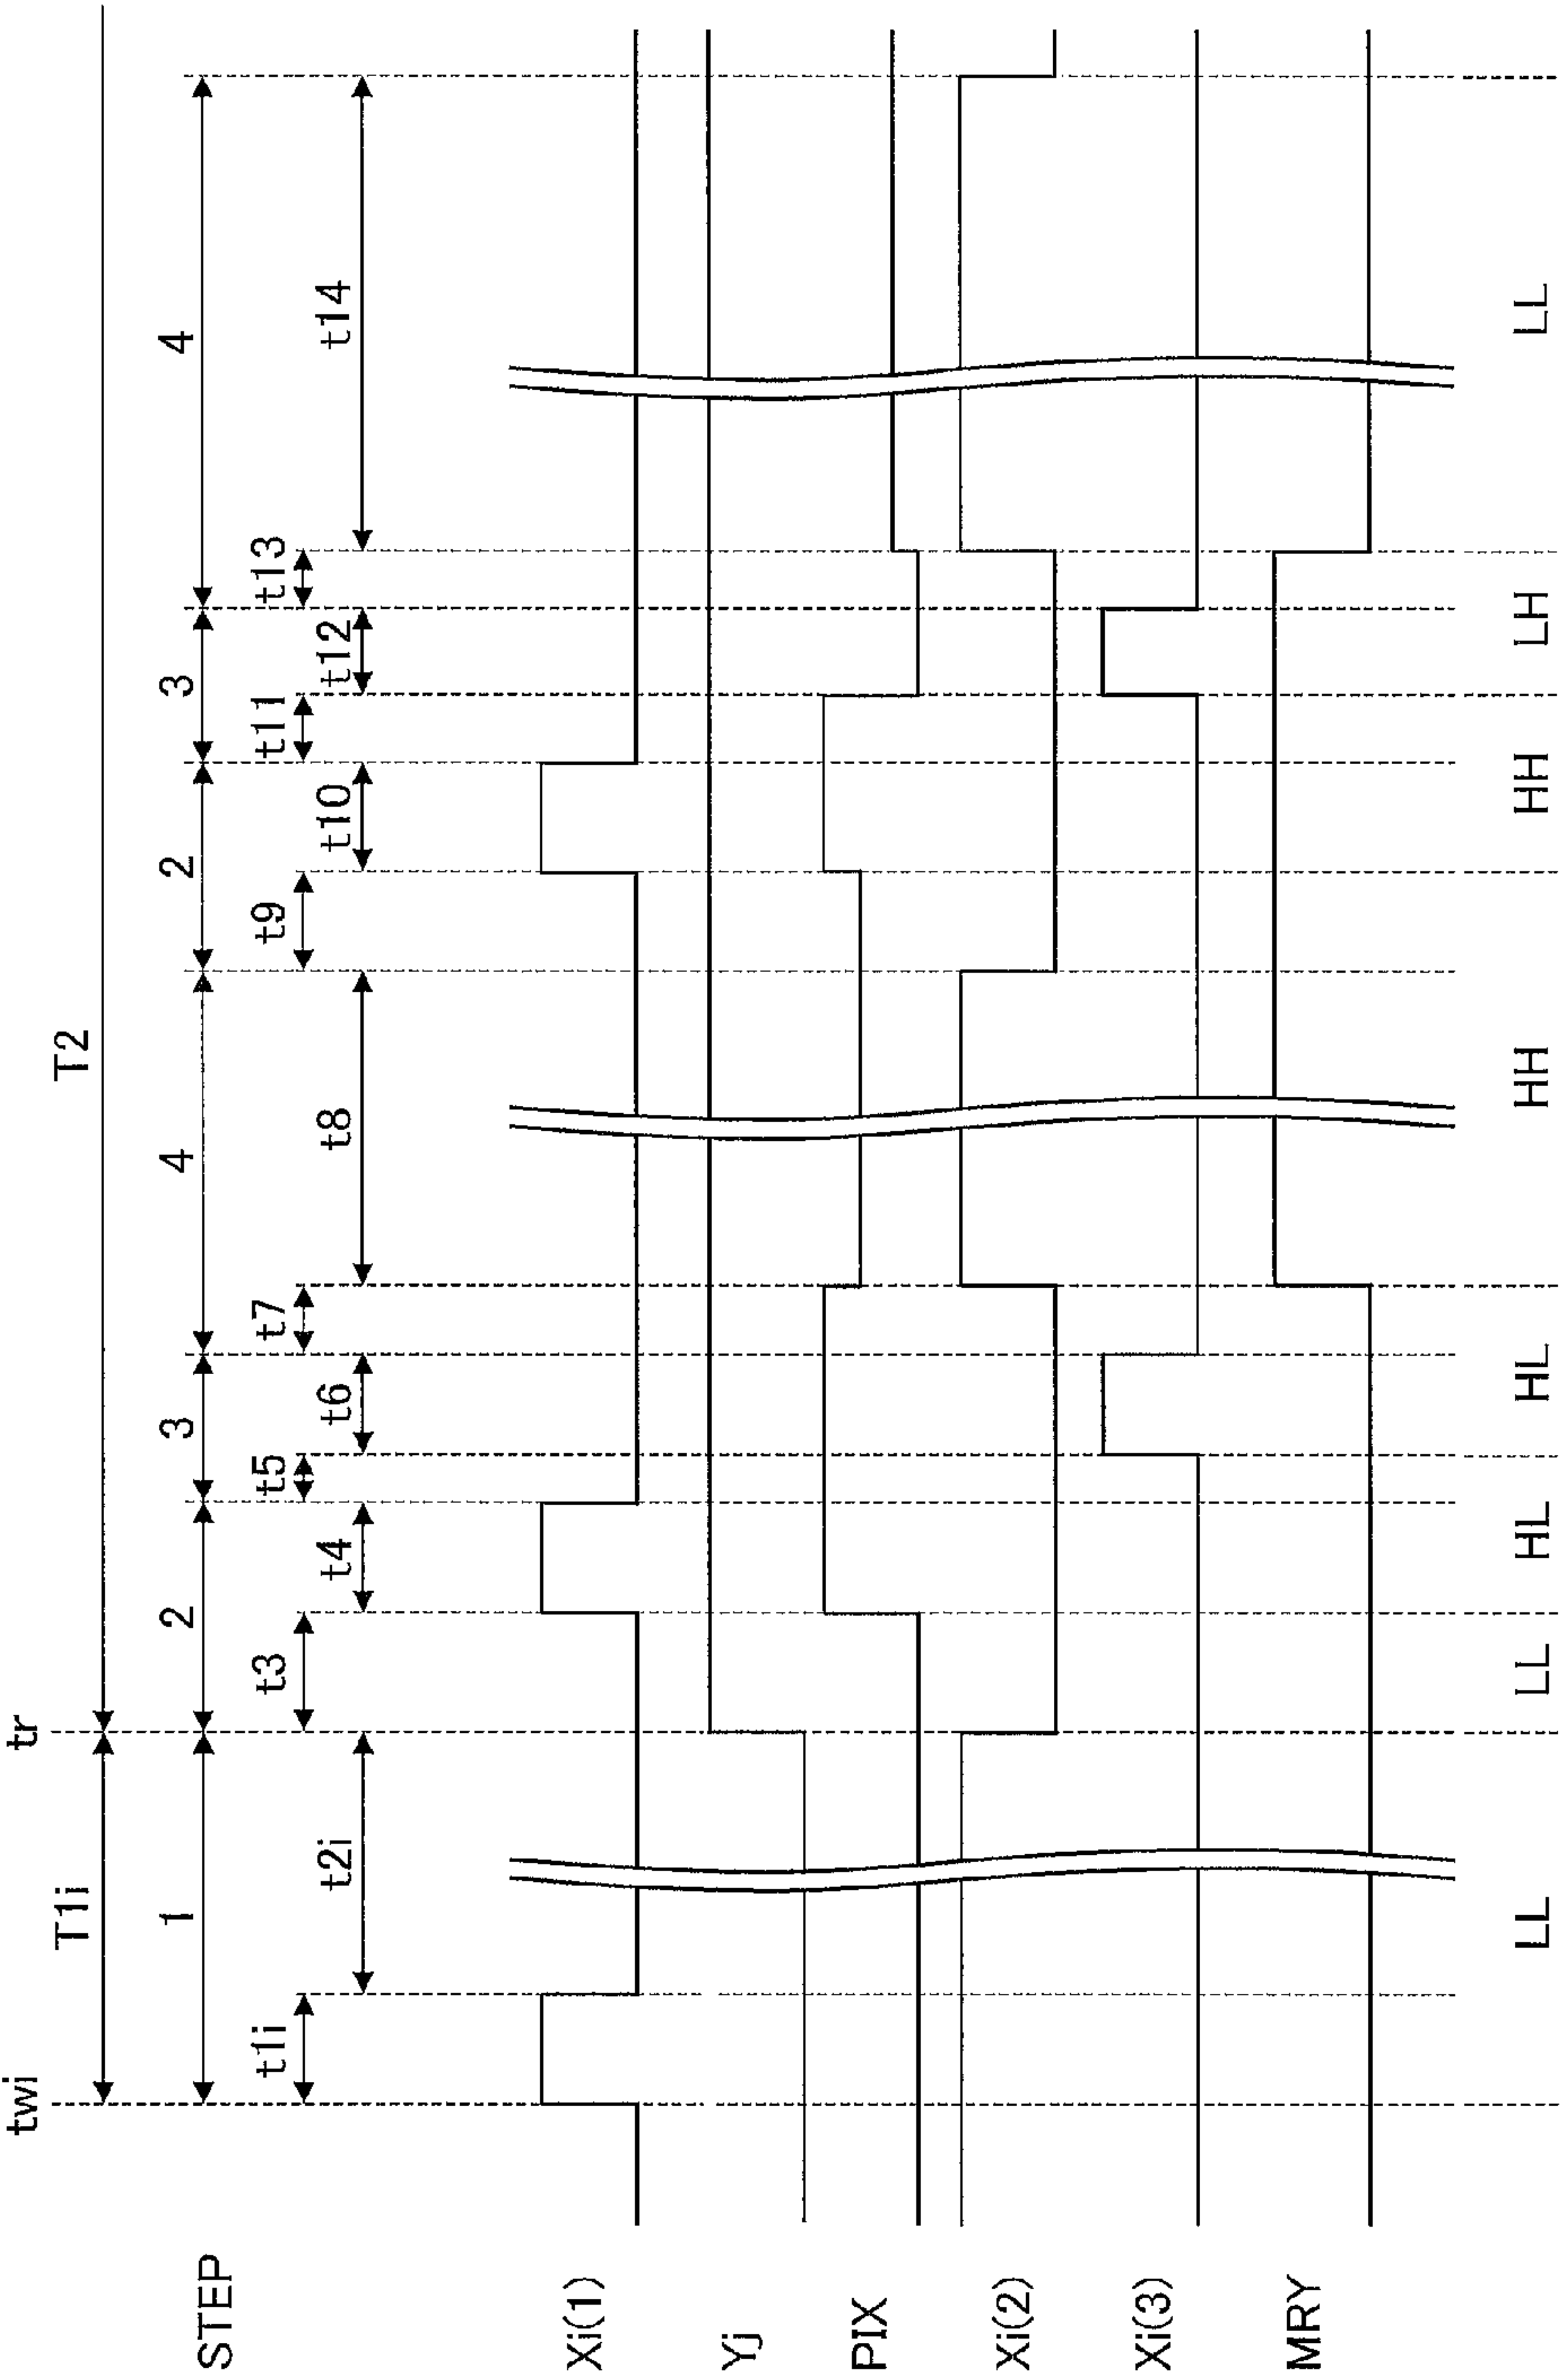 twi tr
T1i T2
STEP 1 2 3 4 2 3 4
t1i t3 t5 t7 t9 t11 t13
t2i t4 t6 t8 t10 t12 t14
Xi(1)
Yj
PIX
Xi(2)
Xi(3)
MRY
LL LL HL HL HH HH LH LL